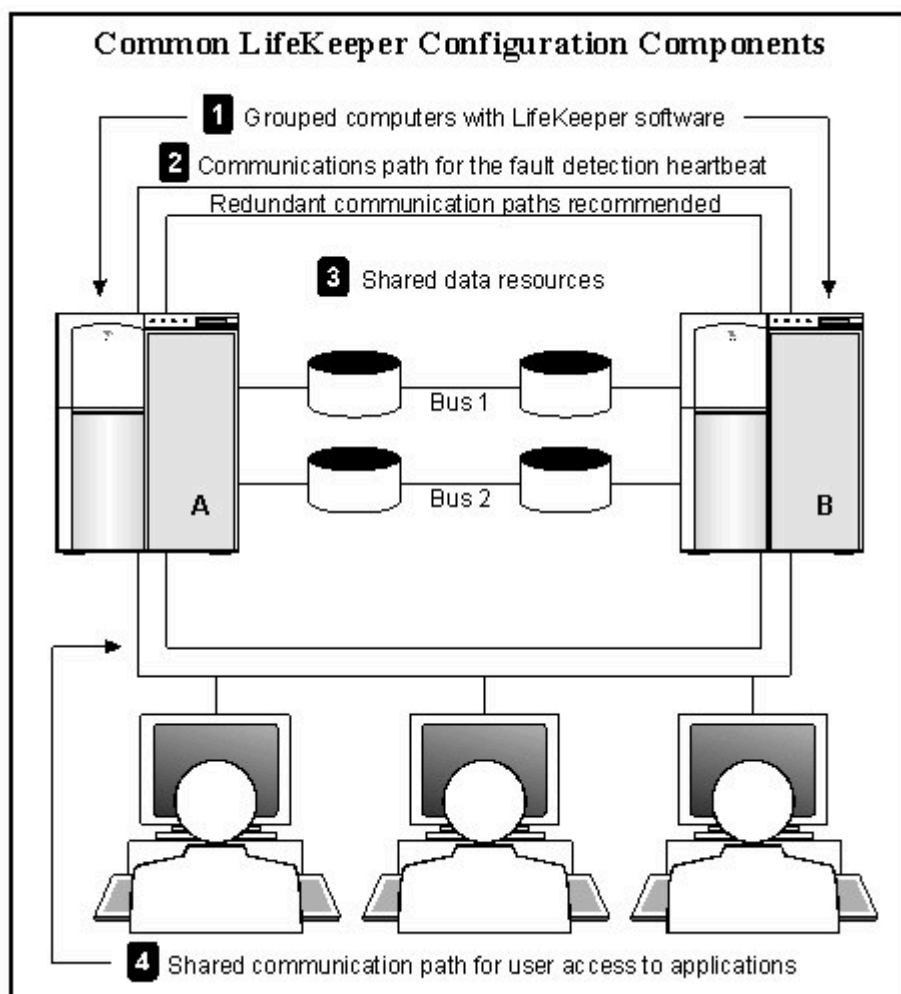 Common LifeKeeper Configuration Components
1 Grouped computers with LifeKeeper software
2 Communications path for the fault detection heartbeat
Redundant communication paths recommended
3 Shared data resources
Bus 1
Bus 2
A
B
4 Shared communication path for user access to applications